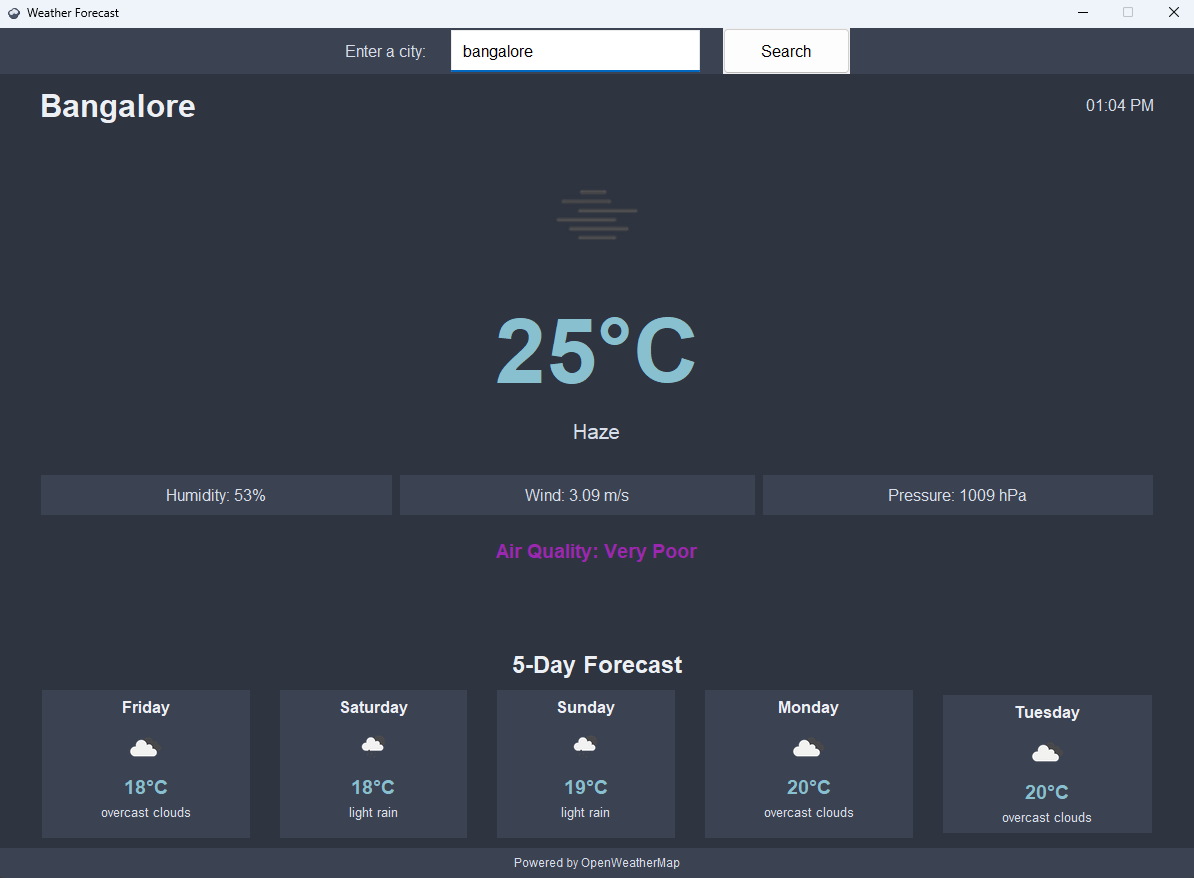 Weather Forecast
Enter a city: bangalore Search
Bangalore
01:04 PM
25°C
Haze
Humidity: 53% Wind: 3.09 m/s Pressure: 1009 hPa
Air Quality: Very Poor
5-Day Forecast
Friday
18°C
overcast clouds
Saturday
18°C
light rain
Sunday
19°C
light rain
Monday
20°C
overcast clouds
Tuesday
20°C
overcast clouds
Powered by OpenWeatherMap